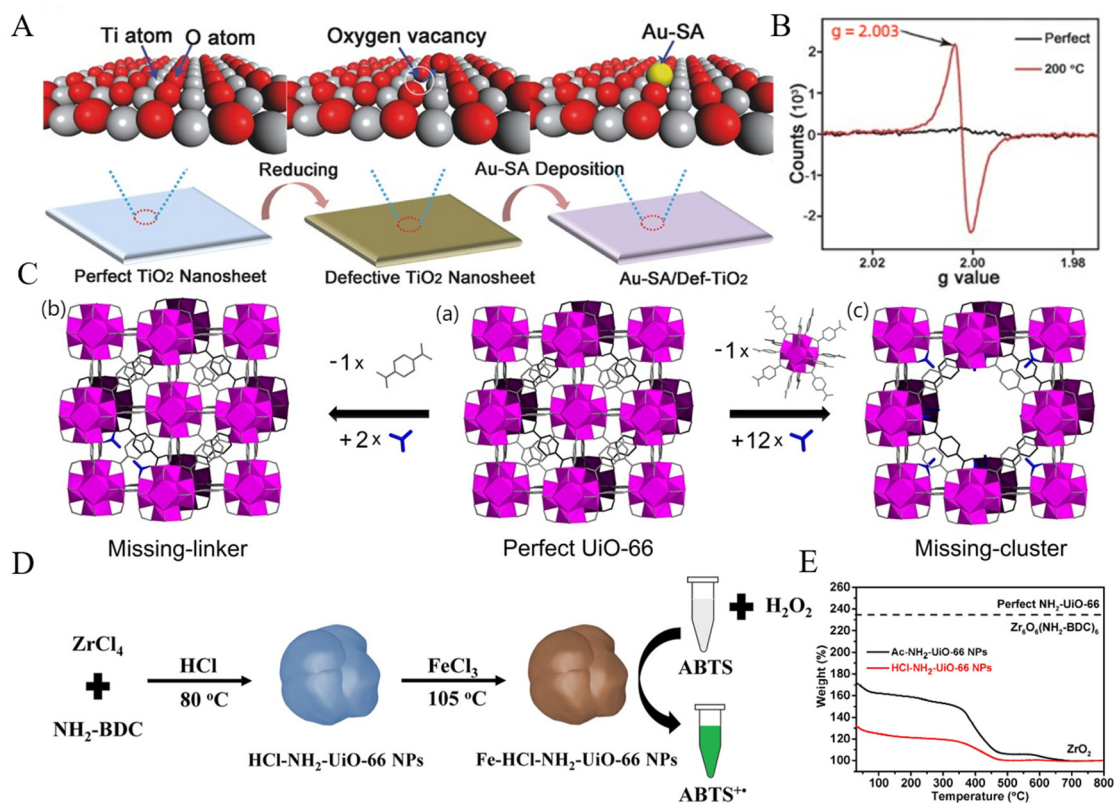 A
Ti atom
O atom
Oxygen vacancy
Au-SA
Reducing
Au-SA Deposition
Perfect TiO₂ Nanosheet
Defective TiO₂ Nanosheet
Au-SA/Def-TiO₂
B
g = 2.003
Perfect
200 °C
Counts (10³)
2
1
0
-1
-2
2.02
2.00
1.98
g value
C
(b)
(a)
(c)
-1x
+2x
-1x
+12x
Missing-linker
Perfect UiO-66
Missing-cluster
D
ZrCl₄
NH₂-BDC
HCl
80 °C
HCl-NH₂-UiO-66 NPs
FeCl₃
105 °C
Fe-HCl-NH₂-UiO-66 NPs
ABTS
H₂O₂
ABTS⁺•
E
Weight (%)
260
240
220
200
180
160
140
120
100
80
Perfect NH₂-UiO-66
Zr₆O₆(NH₂-BDC)₆
Ac-NH₂-UiO-66 NPs
HCl-NH₂-UiO-66 NPs
ZrO₂
100 200 300 400 500 600 700 800
Temperature (°C)